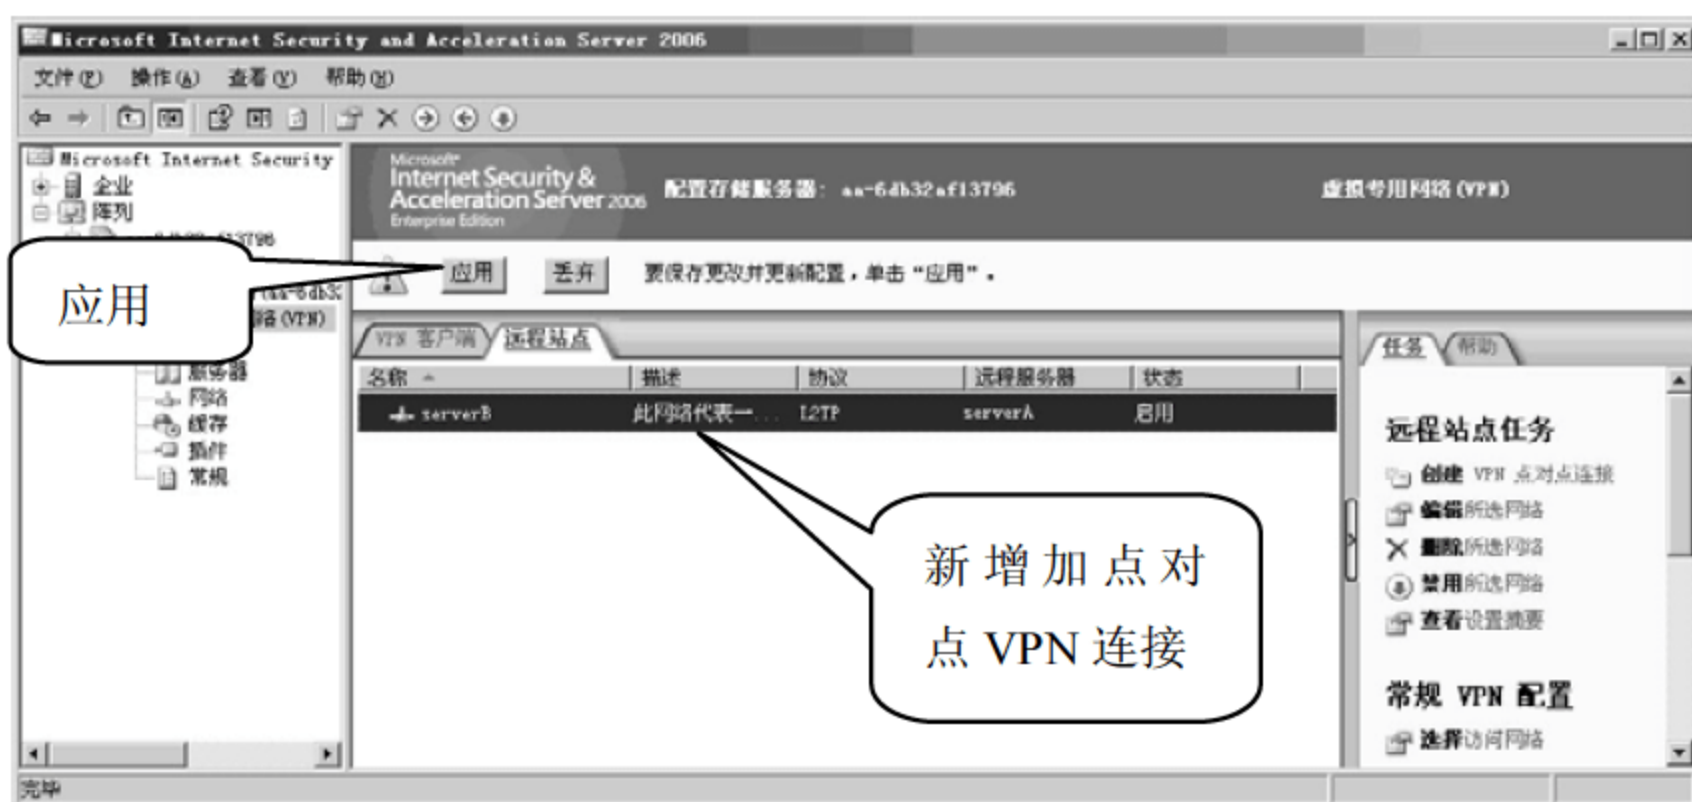 Microsoft Internet Security and Acceleration Server 2006
文件(F) 操作(A) 查看(V) 帮助(H)
Microsoft Internet Security
企业
阵列
Microsoft
Internet Security &
Acceleration Server 2006
Enterprise Edition
配置存储服务器: aa-6db32af13796
虚拟专用网络(VPN)
应用
应用
丢弃
要保存更改并更新配置,单击“应用”。
(aa-6db32
络(VPN)
服务器
网络
缓存
插件
常规
VPN 客户端 远程站点
名称 描述 协议 远程服务器 状态
serverB 此网络代表一... L2TP serverA 启用
新增加点对
点 VPN 连接
任务 帮助
远程站点任务
创建 VPN 点对点连接
编辑所选网络
删除所选网络
禁用所选网络
查看设置摘要
常规 VPN 配置
选择访问网络
完毕